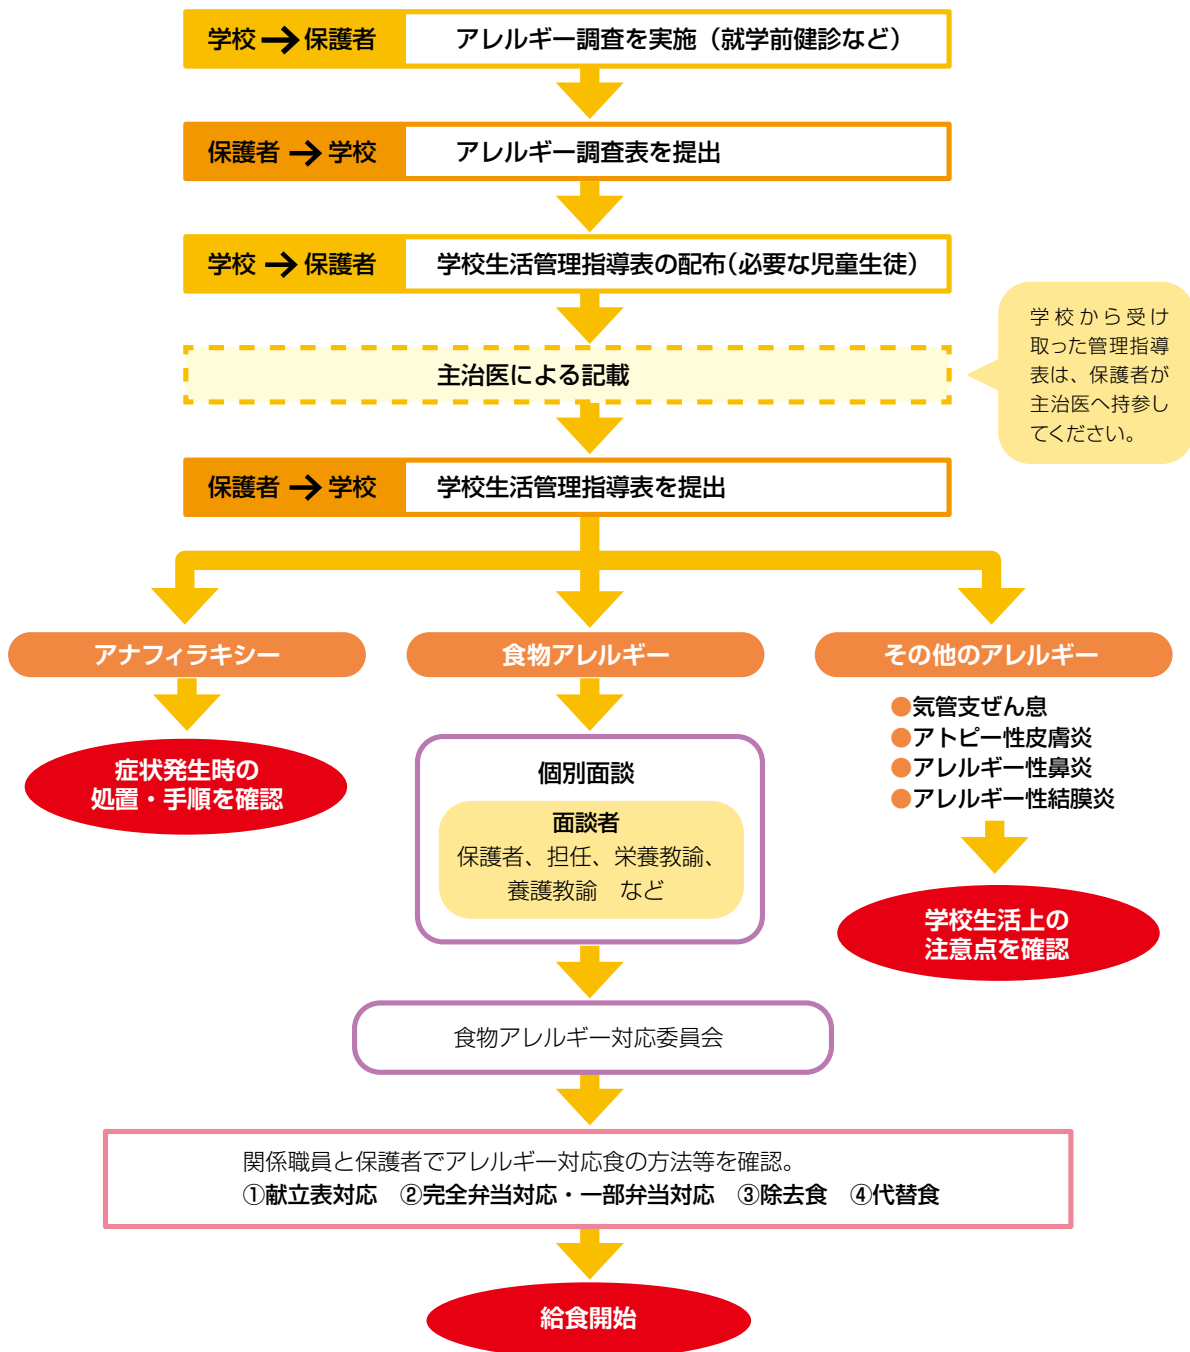 学校→保護者 アレルギー調査を実施（就学前健診など）
保護者→学校 アレルギー調査表を提出
学校→保護者 学校生活管理指導表の配布（必要な児童生徒）
主治医による記載
学校から受け
取った管理指導
表は、保護者が
主治医へ持参し
てください。
保護者→学校 学校生活管理指導表を提出
アナフィラキシー
症状発生時の
処置・手順を確認
食物アレルギー
個別面談
面談者
保護者、担任、栄養教諭、
養護教諭　など
その他のアレルギー
●気管支ぜん息
●アトピー性皮膚炎
●アレルギー性鼻炎
●アレルギー性結膜炎
学校生活上の
注意点を確認
食物アレルギー対応委員会
関係職員と保護者でアレルギー対応食の方法等を確認。
①献立表対応　②完全弁当対応・一部弁当対応　③除去食　④代替食
給食開始